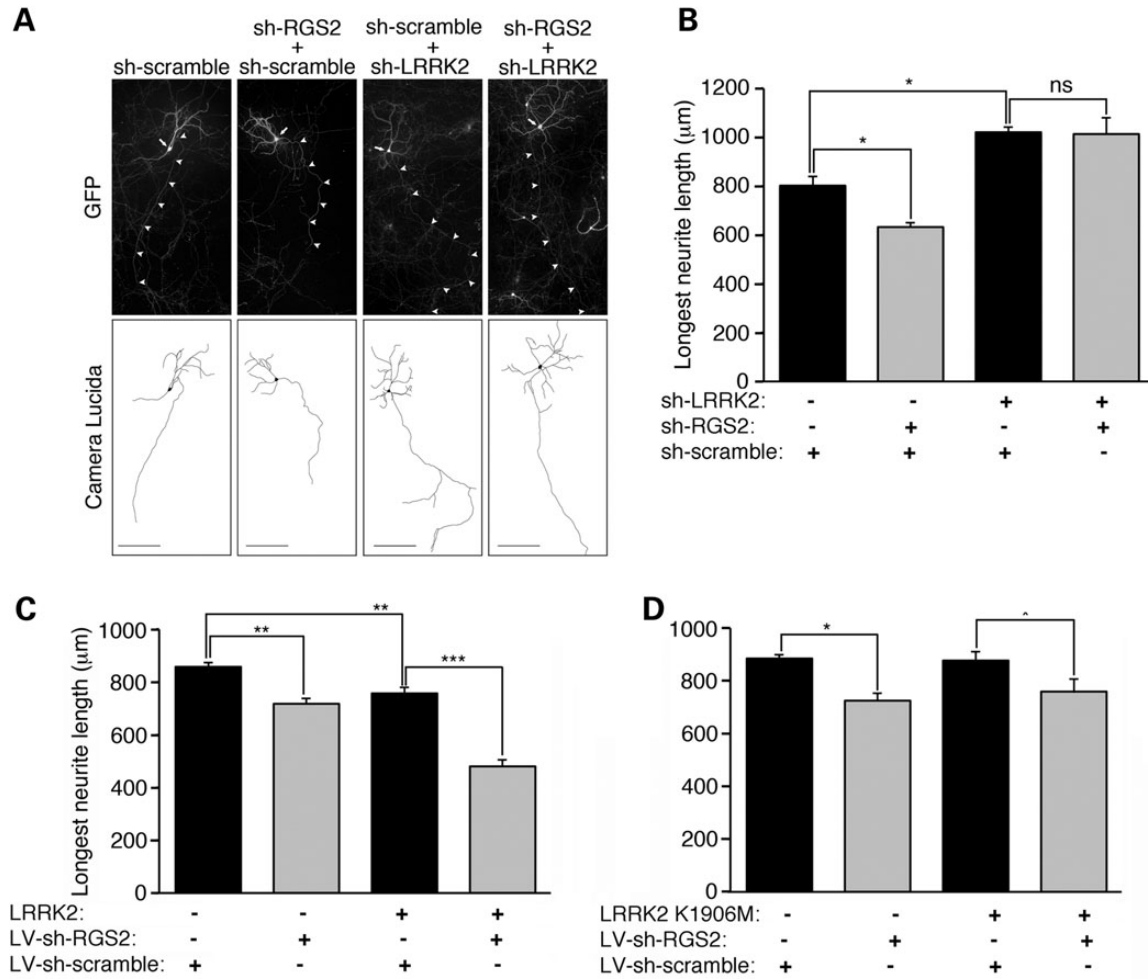 A
sh-scramble
sh-RGS2
+
sh-scramble
sh-scramble
+
sh-LRRK2
sh-RGS2
+
sh-LRRK2
GFP
Camera Lucida
B
Longest neurite length (μm)
1200
1000
800
600
400
200
0
*
*
ns
sh-LRRK2: - - + +
sh-RGS2: - + - +
sh-scramble: + + + -
C
Longest neurite length (μm)
1000
800
600
400
200
0
**
**
***
LRRK2: - - + +
LV-sh-RGS2: - + - +
LV-sh-scramble: + - + -
D
1000
800
600
400
200
0
*
LRRK2 K1906M: - - + +
LV-sh-RGS2: - + - +
LV-sh-scramble: + - + -